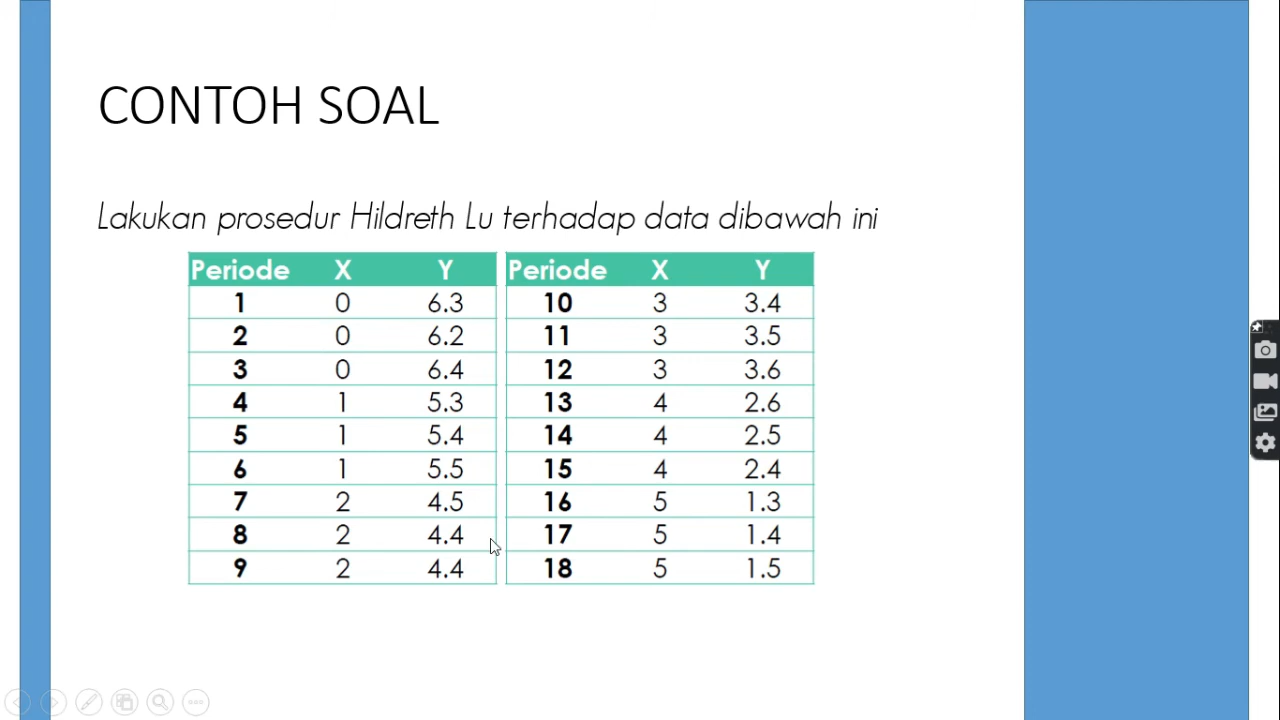 CONTOH SOAL
Lakukan prosedur Hildreth Lu terhadap data dibawah ini
Periode X Y Periode X Y
1 0 6.3 10 3 3.4
2 0 6.2 11 3 3.5
3 0 6.4 12 3 3.6
4 1 5.3 13 4 2.6
5 1 5.4 14 4 2.5
6 1 5.5 15 4 2.4
7 2 4.5 16 5 1.3
8 2 4.4 17 5 1.4
9 2 4.4 18 5 1.5